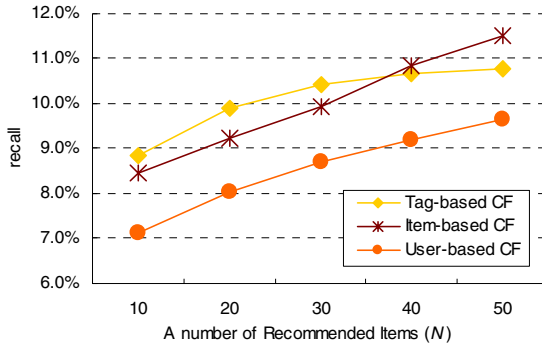 12.0%
11.0%
10.0%
9.0%
8.0%
7.0%
6.0%
recall
Tag-based CF
Item-based CF
User-based CF
10 20 30 40 50
A number of Recommended Items (N)